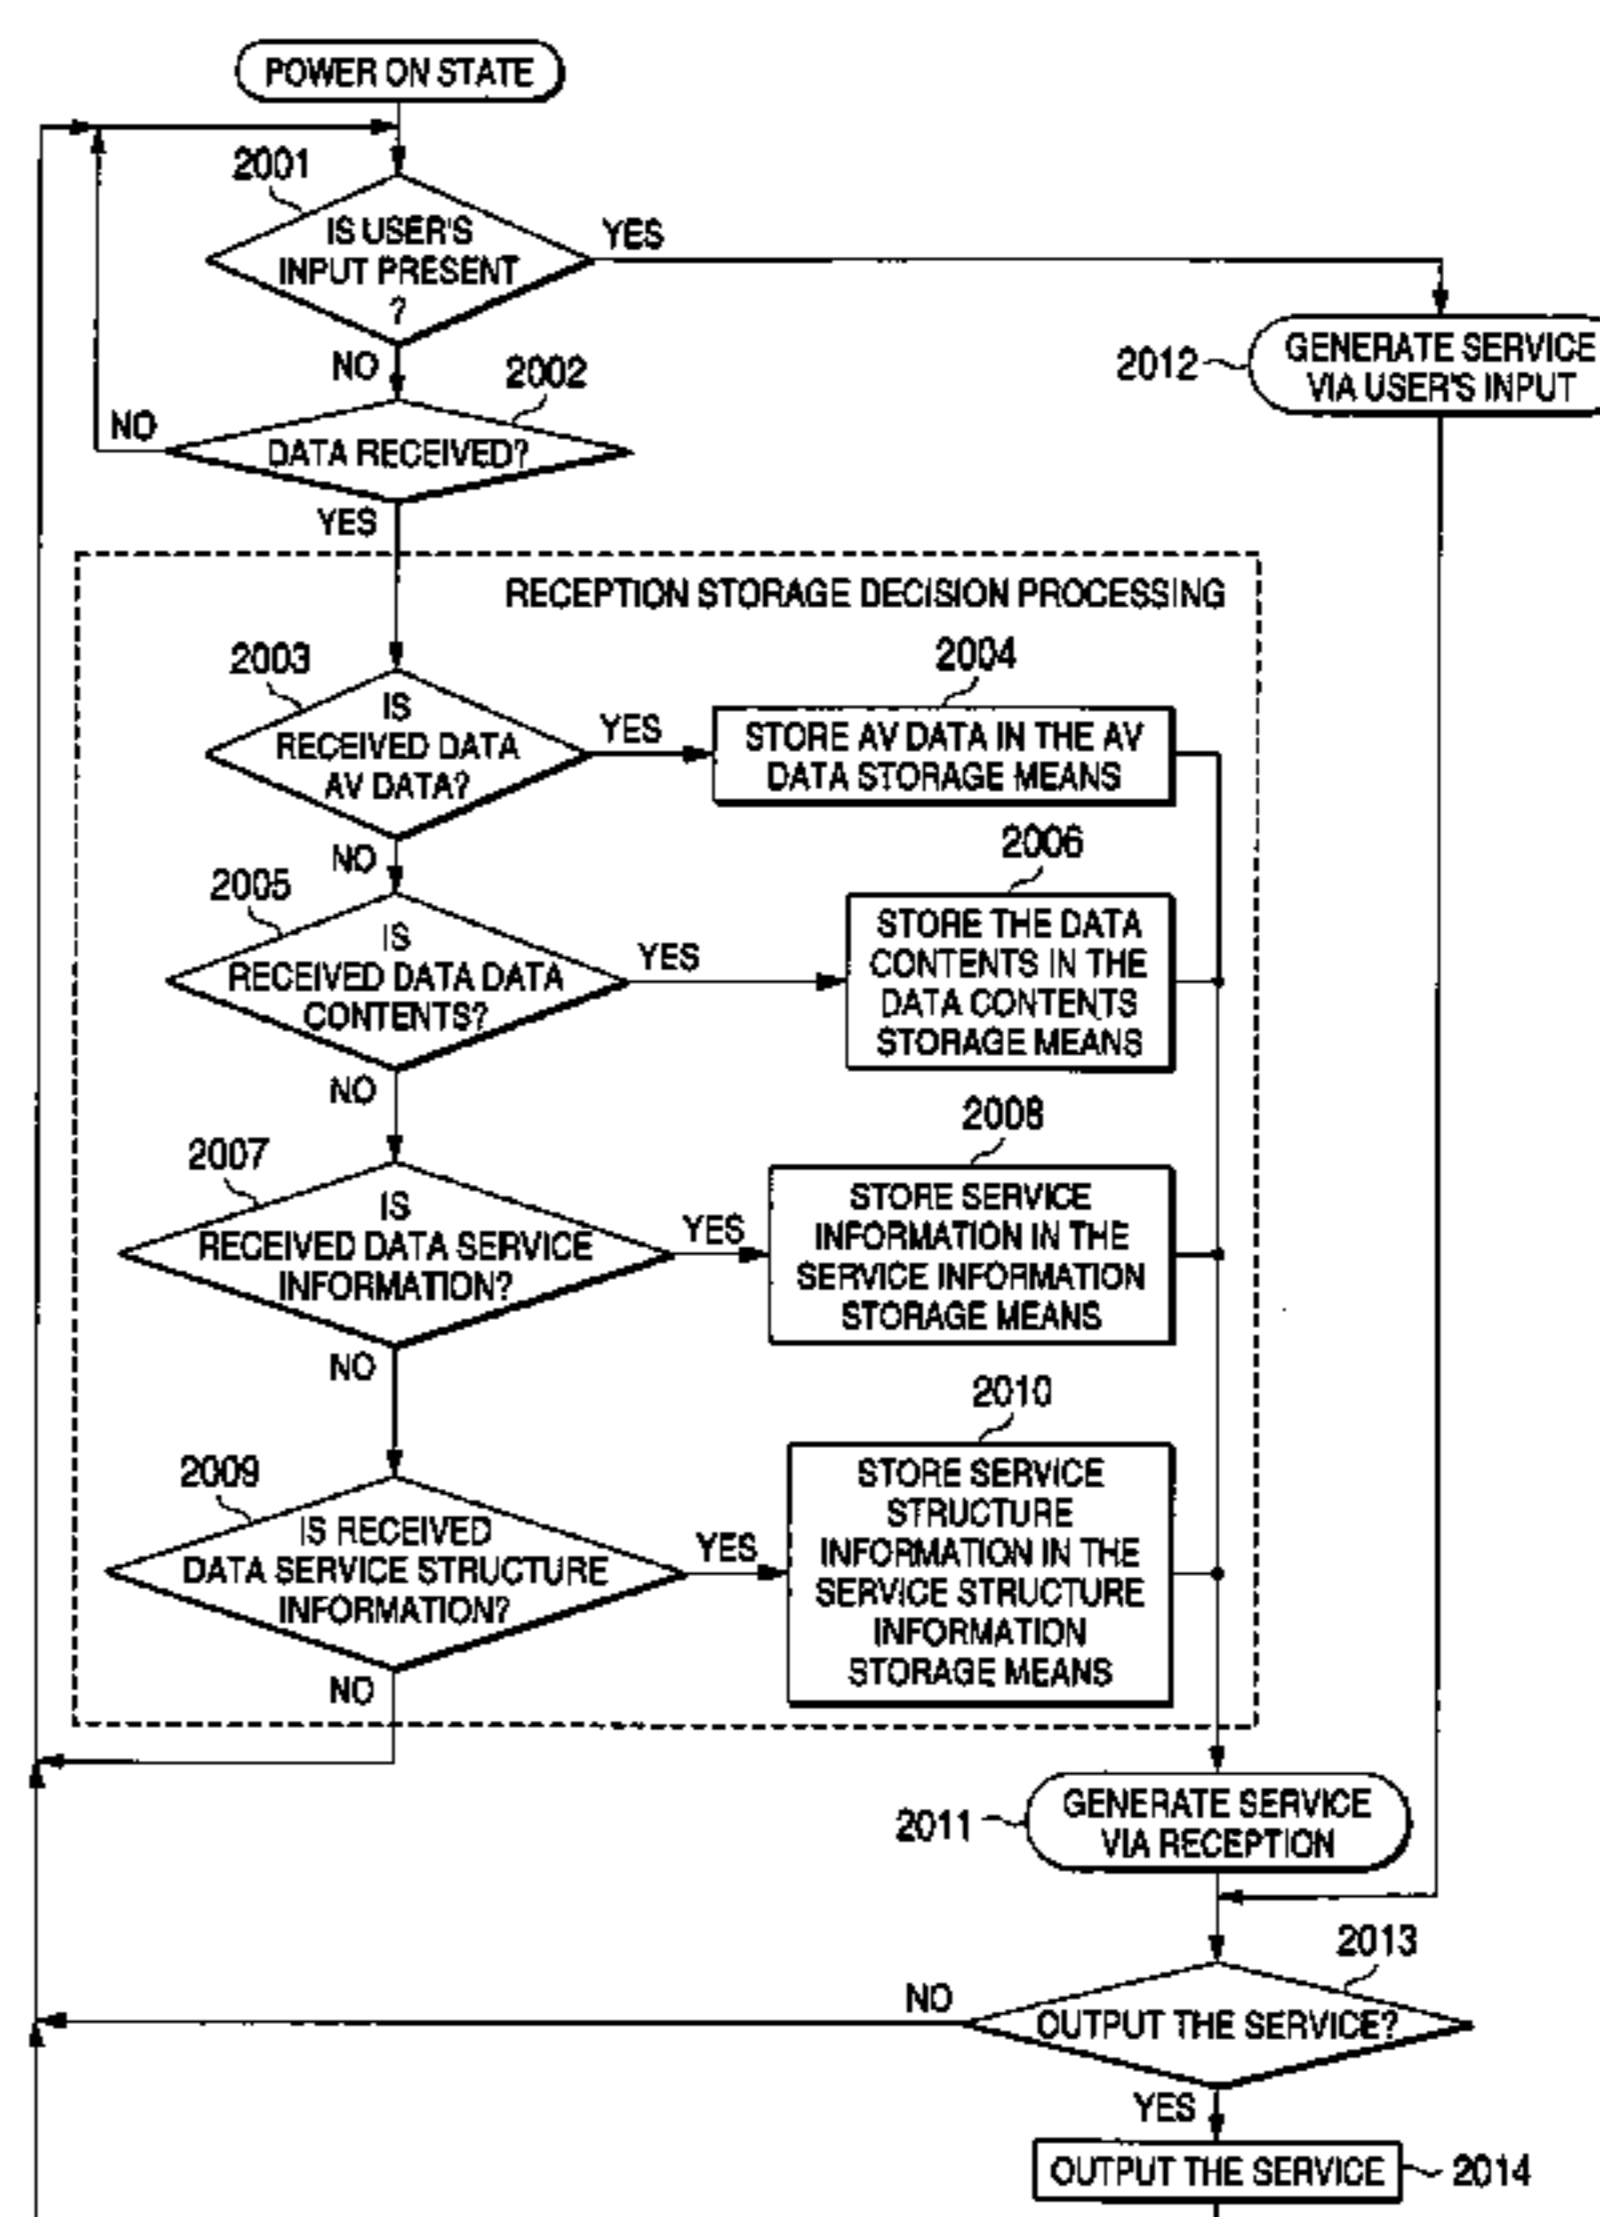 POWER ON STATE
2001
IS USER'S
INPUT PRESENT
?
YES
NO
2002
2012
GENERATE SERVICE
VIA USER'S INPUT
NO
DATA RECEIVED?
YES
RECEPTION STORAGE DECISION PROCESSING
2003
IS
RECEIVED DATA
AV DATA?
YES
2004
STORE AV DATA IN THE AV
DATA STORAGE MEANS
NO
2005
IS
RECEIVED DATA DATA
CONTENTS?
YES
2006
STORE THE DATA
CONTENTS IN THE
DATA CONTENTS
STORAGE MEANS
NO
2007
IS
RECEIVED DATA SERVICE
INFORMATION?
YES
2008
STORE SERVICE
INFORMATION IN THE
SERVICE INFORMATION
STORAGE MEANS
NO
2009
IS RECEIVED
DATA SERVICE STRUCTURE
INFORMATION?
YES
2010
STORE SERVICE
STRUCTURE
INFORMATION IN THE
SERVICE STRUCTURE
INFORMATION
STORAGE MEANS
NO
2011
GENERATE SERVICE
VIA RECEPTION
2013
NO
OUTPUT THE SERVICE?
YES
OUTPUT THE SERVICE
2014